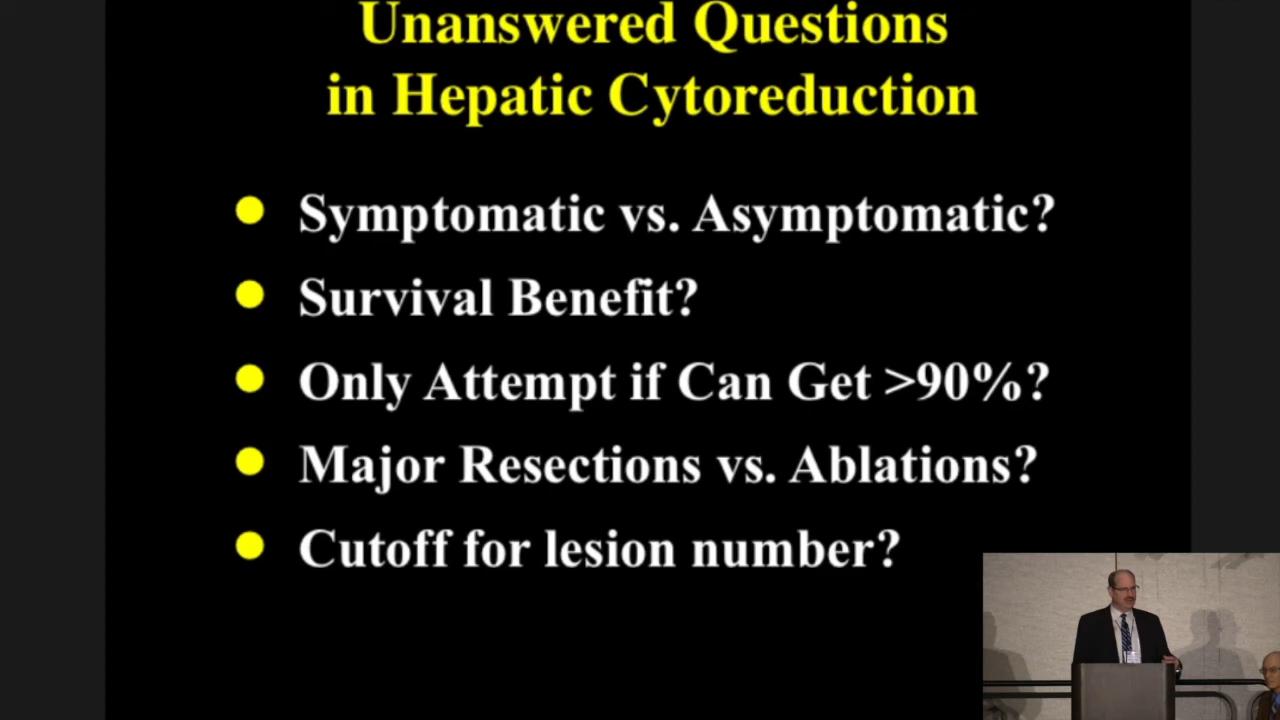 Unanswered Questions
in Hepatic Cytoreduction
Symptomatic vs. Asymptomatic?
Survival Benefit?
Only Attempt if Can Get >90%?
Major Resections vs. Ablations?
Cutoff for lesion number?